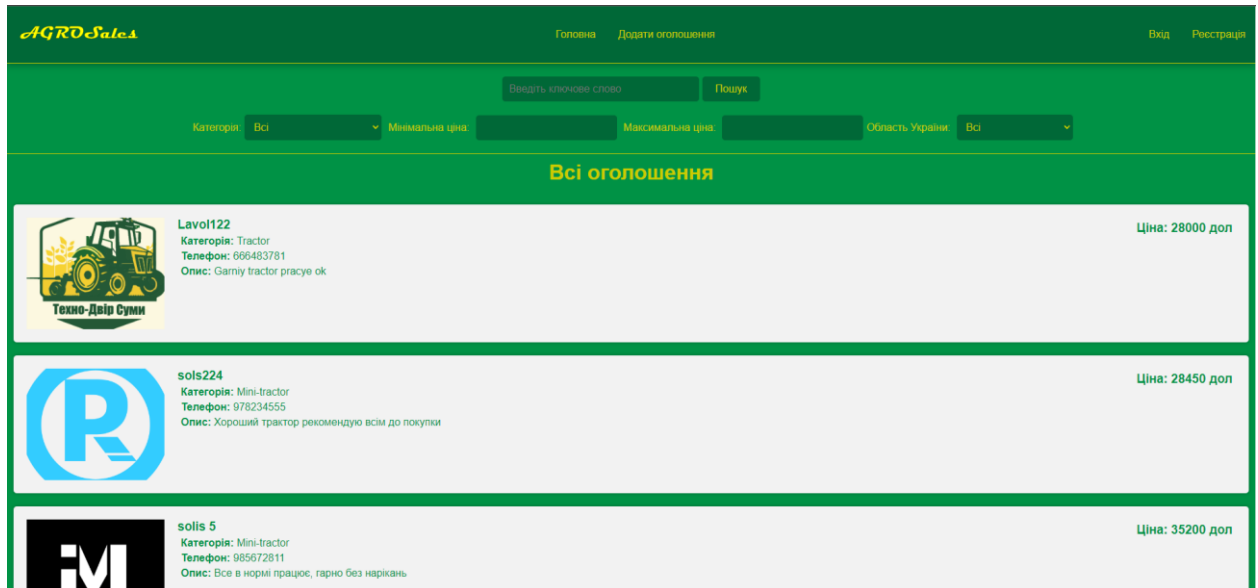 AGROSales
Головна Додати оголошення
Вхід Реєстрація
Введіть ключове слово Пошук
Категорія: Всі Мінімальна ціна: Максимальна ціна: Область України: Всі
Всі оголошення
Lavol122
Ціна: 28000 дол
Категорія: Tractor
Телефон: 666483781
Опис: Garniy tractor pracye ok
Техно-Двір Суми
sols224
Ціна: 28450 дол
Категорія: Mini-tractor
Телефон: 978234555
Опис: Хороший трактор рекомендую всім до покупки
solis 5
Ціна: 35200 дол
Категорія: Mini-tractor
Телефон: 985672811
Опис: Все в нормі працює, гарно без нарікань